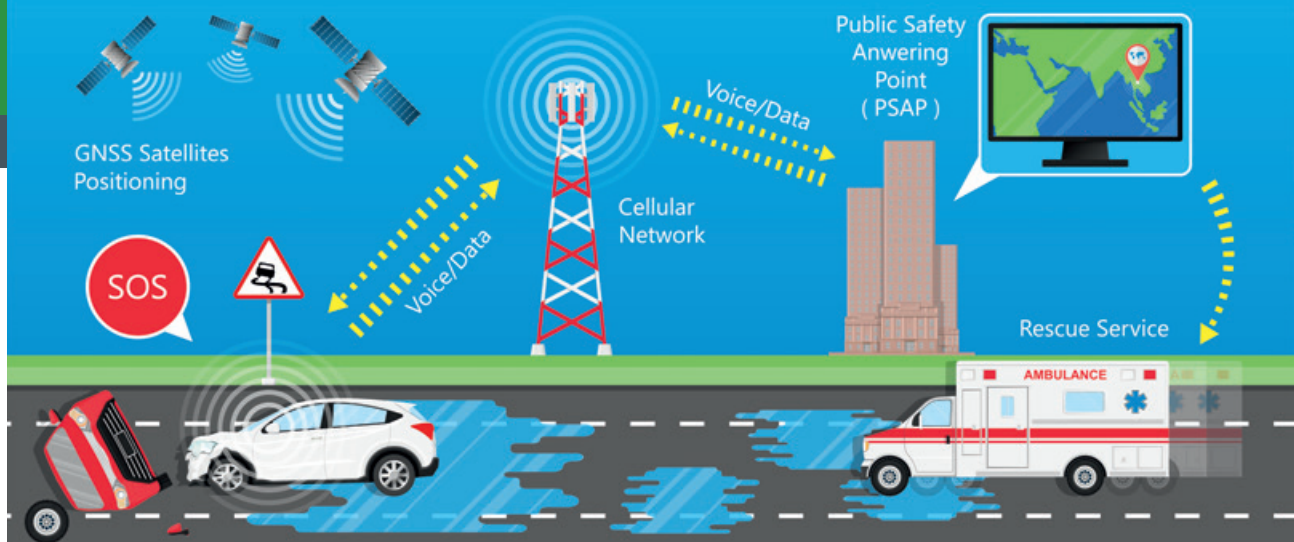 GNSS Satellites
Positioning
SOS
Voice/Data
Cellular
Network
Voice/Data
Public Safety
Anwering
Point
( PSAP )
Rescue Service
AMBULANCE